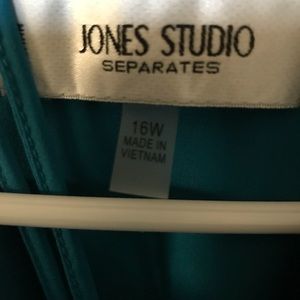 JONES STUDIO
SEPARATES
16W
MADE IN
VIETNAM